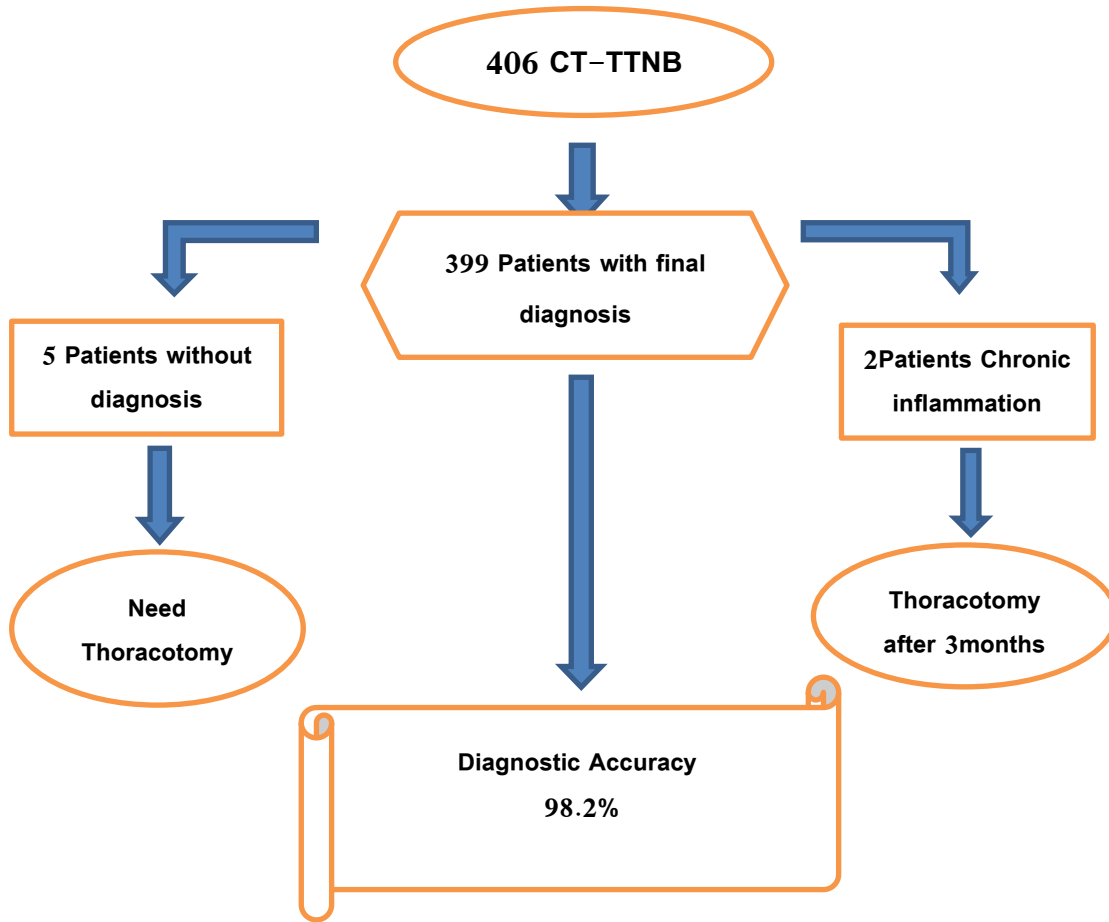 406 CT-TTNB
399 Patients with final
diagnosis
5 Patients without
diagnosis
2Patients Chronic
inflammation
Need
Thoracotomy
Thoracotomy
after 3months
Diagnostic Accuracy
98.2%